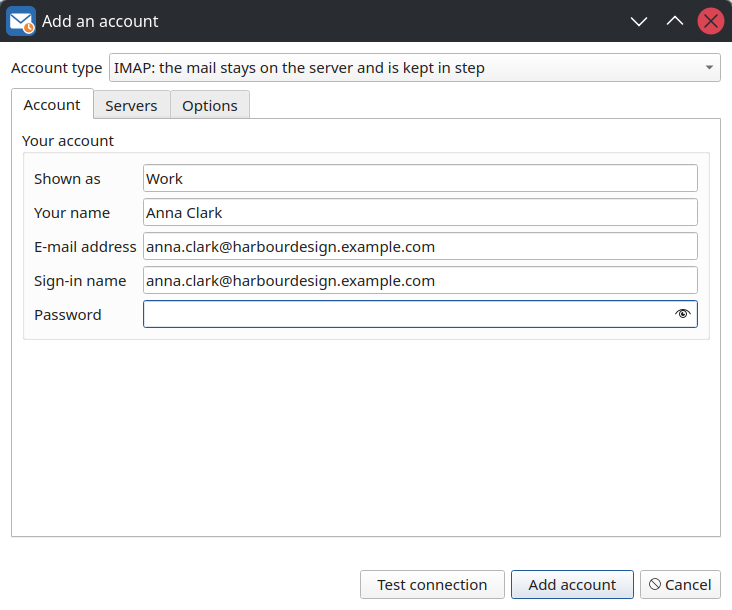 Add an account
Account type IMAP: the mail stays on the server and is kept in step
Account Servers Options
Your account
Shown as Work
Your name Anna Clark
E-mail address anna.clark@harbourdesign.example.com
Sign-in name anna.clark@harbourdesign.example.com
Password
Test connection Add account Cancel